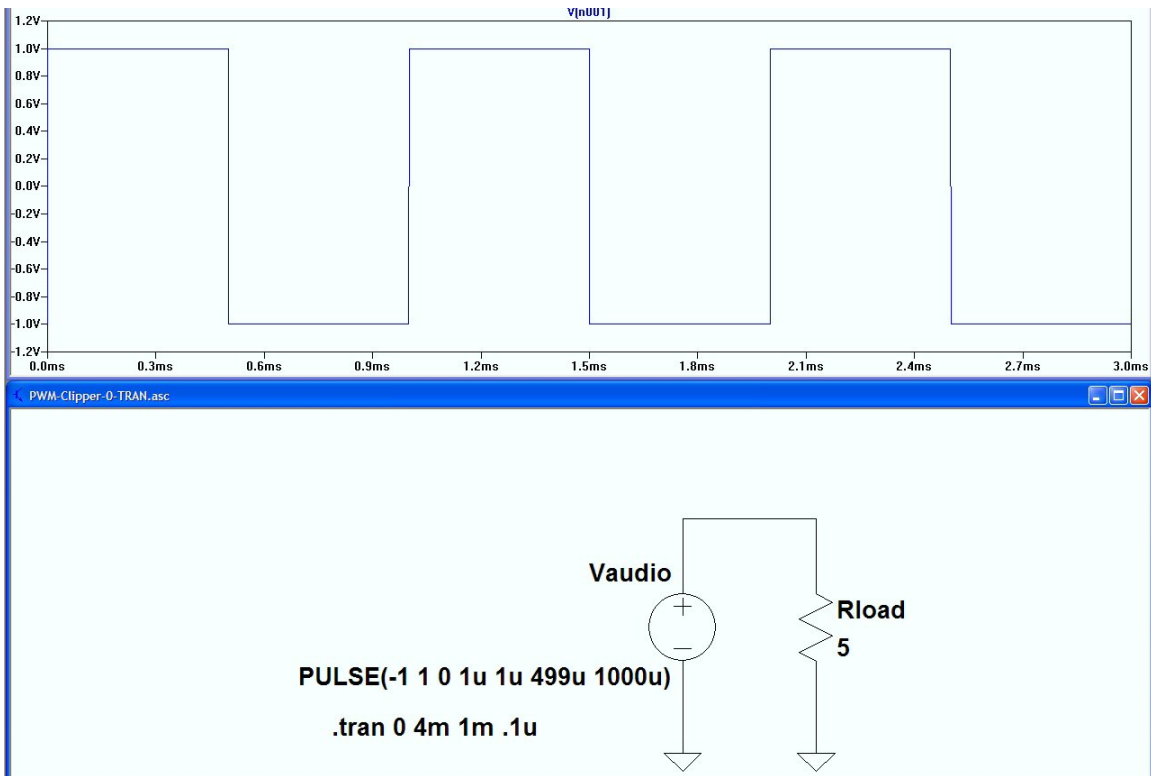 V(n001)
1.2V
1.0V
0.8V
0.6V
0.4V
0.2V
0.0V
-0.2V
-0.4V
-0.6V
-0.8V
-1.0V
-1.2V
0.0ms 0.3ms 0.6ms 0.9ms 1.2ms 1.5ms 1.8ms 2.1ms 2.4ms 2.7ms 3.0ms
PWM-Clipper-0-TRAN.asc
Vaudio
Rload
5
PULSE(-1 1 0 1u 1u 499u 1000u)
.tran 0 4m 1m .1u